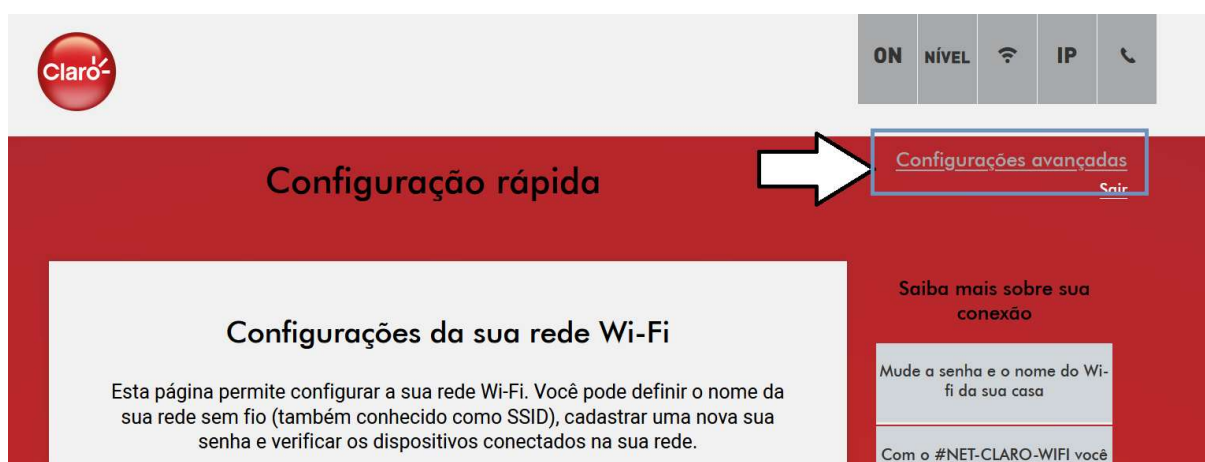 Claro-
ON NÍVEL IP
Configurações avançadas
Configuração rápida
Sair
Saiba mais sobre sua
conexão
Configurações da sua rede Wi-Fi
Mude a senha e o nome do Wi-
fi da sua casa
Esta página permite configurar a sua rede Wi-Fi. Você pode definir o nome da
sua rede sem fio (também conhecido como SSID), cadastrar uma nova sua
senha e verificar os dispositivos conectados na sua rede.
Com o #NET-CLARO-WIFI você